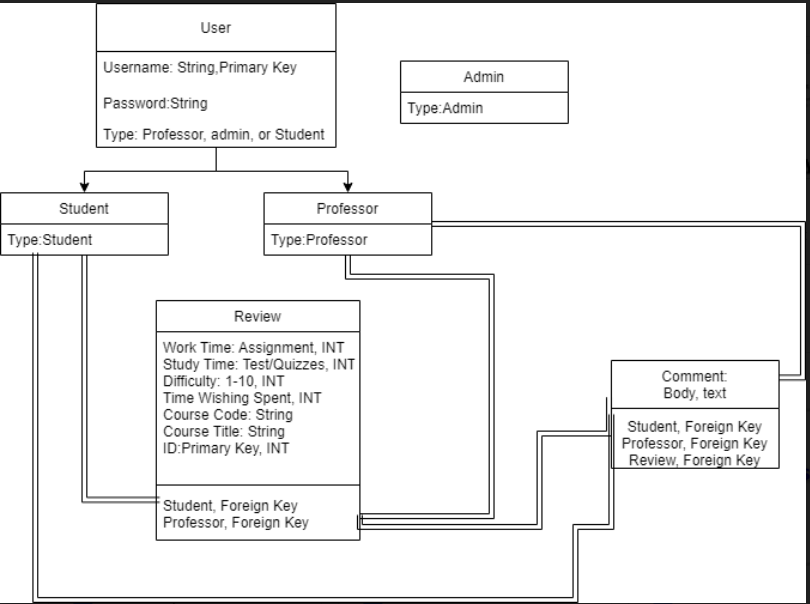 User
Username: String,Primary Key
Password:String
Type: Professor, admin, or Student
Admin
Type:Admin
Student
Type:Student
Professor
Type:Professor
Review
Work Time: Assignment, INT
Study Time: Test/Quizzes, INT
Difficulty: 1-10, INT
Time Wishing Spent, INT
Course Code: String
Course Title: String
ID:Primary Key, INT
Student, Foreign Key
Professor, Foreign Key
Comment:
Body, text
Student, Foreign Key
Professor, Foreign Key
Review, Foreign Key